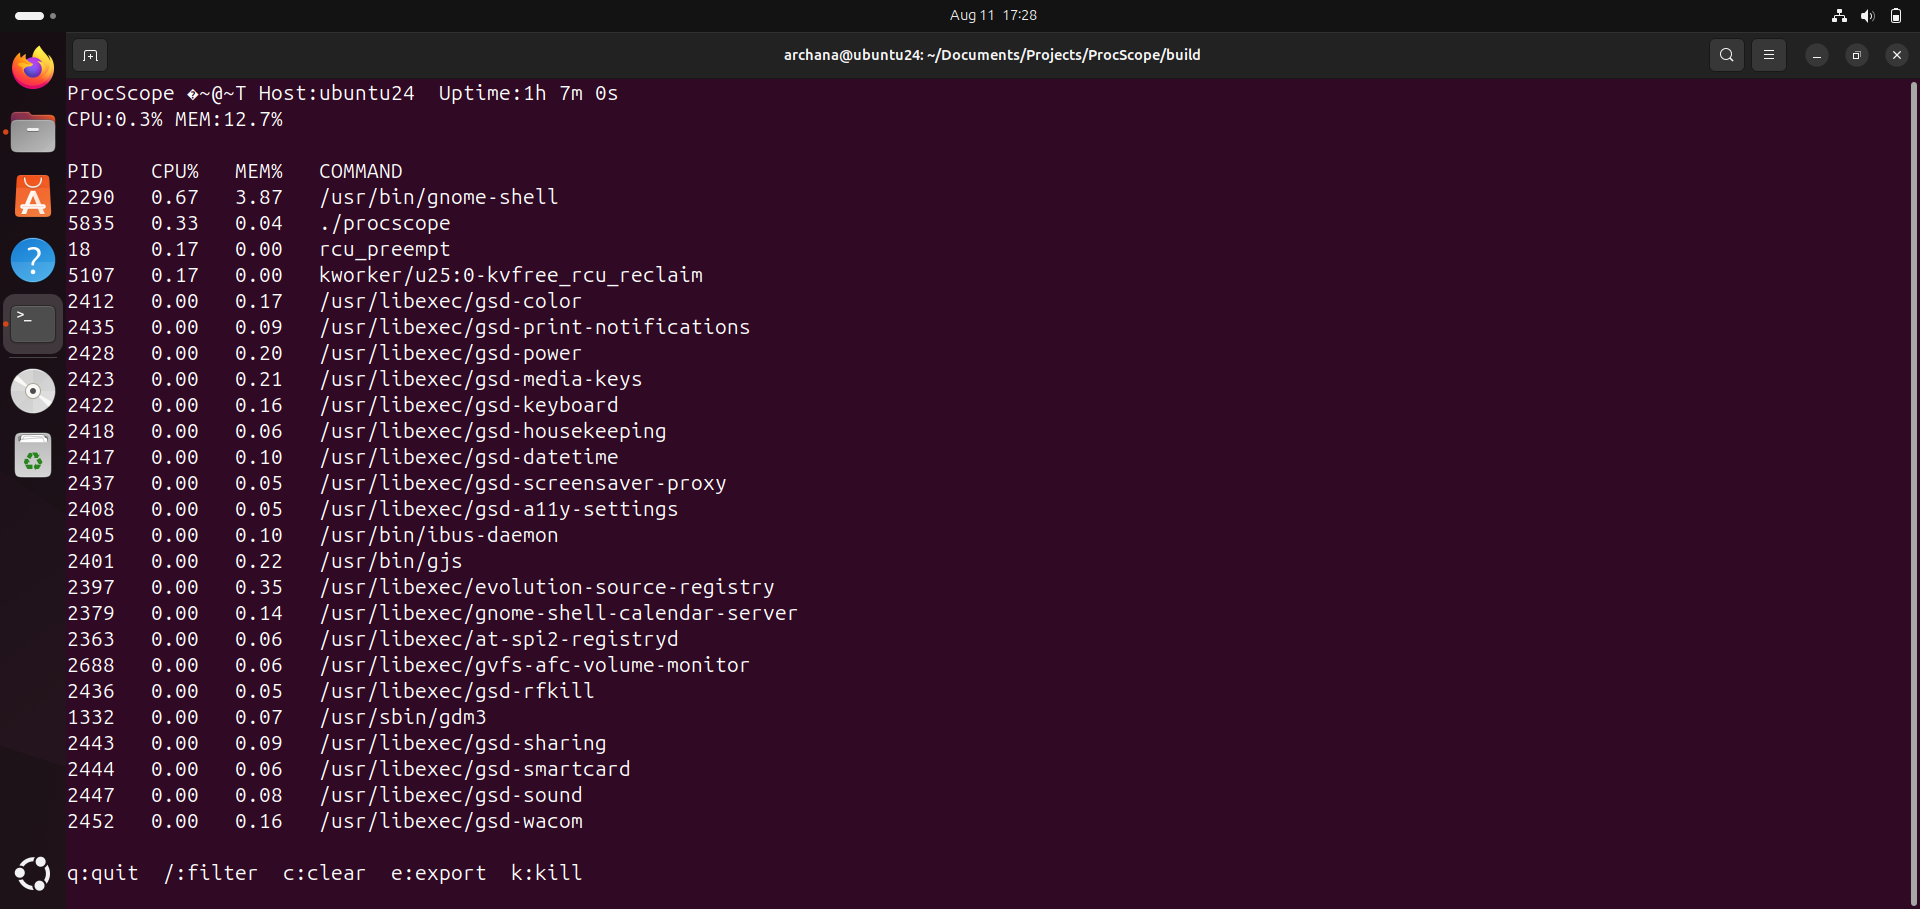 Aug 11 17:28
archana@ubuntu24: ~/Documents/Projects/ProcScope/build
ProcScope �~@~T Host:ubuntu24  Uptime:1h 7m 0s
CPU:0.3% MEM:12.7%
PID    CPU%   MEM%   COMMAND
2290   0.67   3.87   /usr/bin/gnome-shell
5835   0.33   0.04   ./procscope
18     0.17   0.00   rcu_preempt
5107   0.17   0.00   kworker/u25:0-kvfree_rcu_reclaim
2412   0.00   0.17   /usr/libexec/gsd-color
2435   0.00   0.09   /usr/libexec/gsd-print-notifications
2428   0.00   0.20   /usr/libexec/gsd-power
2423   0.00   0.21   /usr/libexec/gsd-media-keys
2422   0.00   0.16   /usr/libexec/gsd-keyboard
2418   0.00   0.06   /usr/libexec/gsd-housekeeping
2417   0.00   0.10   /usr/libexec/gsd-datetime
2437   0.00   0.05   /usr/libexec/gsd-screensaver-proxy
2408   0.00   0.05   /usr/libexec/gsd-a11y-settings
2405   0.00   0.10   /usr/bin/ibus-daemon
2401   0.00   0.22   /usr/bin/gjs
2397   0.00   0.35   /usr/libexec/evolution-source-registry
2379   0.00   0.14   /usr/libexec/gnome-shell-calendar-server
2363   0.00   0.06   /usr/libexec/at-spi2-registryd
2688   0.00   0.06   /usr/libexec/gvfs-afc-volume-monitor
2436   0.00   0.05   /usr/libexec/gsd-rfkill
1332   0.00   0.07   /usr/sbin/gdm3
2443   0.00   0.09   /usr/libexec/gsd-sharing
2444   0.00   0.06   /usr/libexec/gsd-smartcard
2447   0.00   0.08   /usr/libexec/gsd-sound
2452   0.00   0.16   /usr/libexec/gsd-wacom
q:quit  /:filter  c:clear  e:export  k:kill